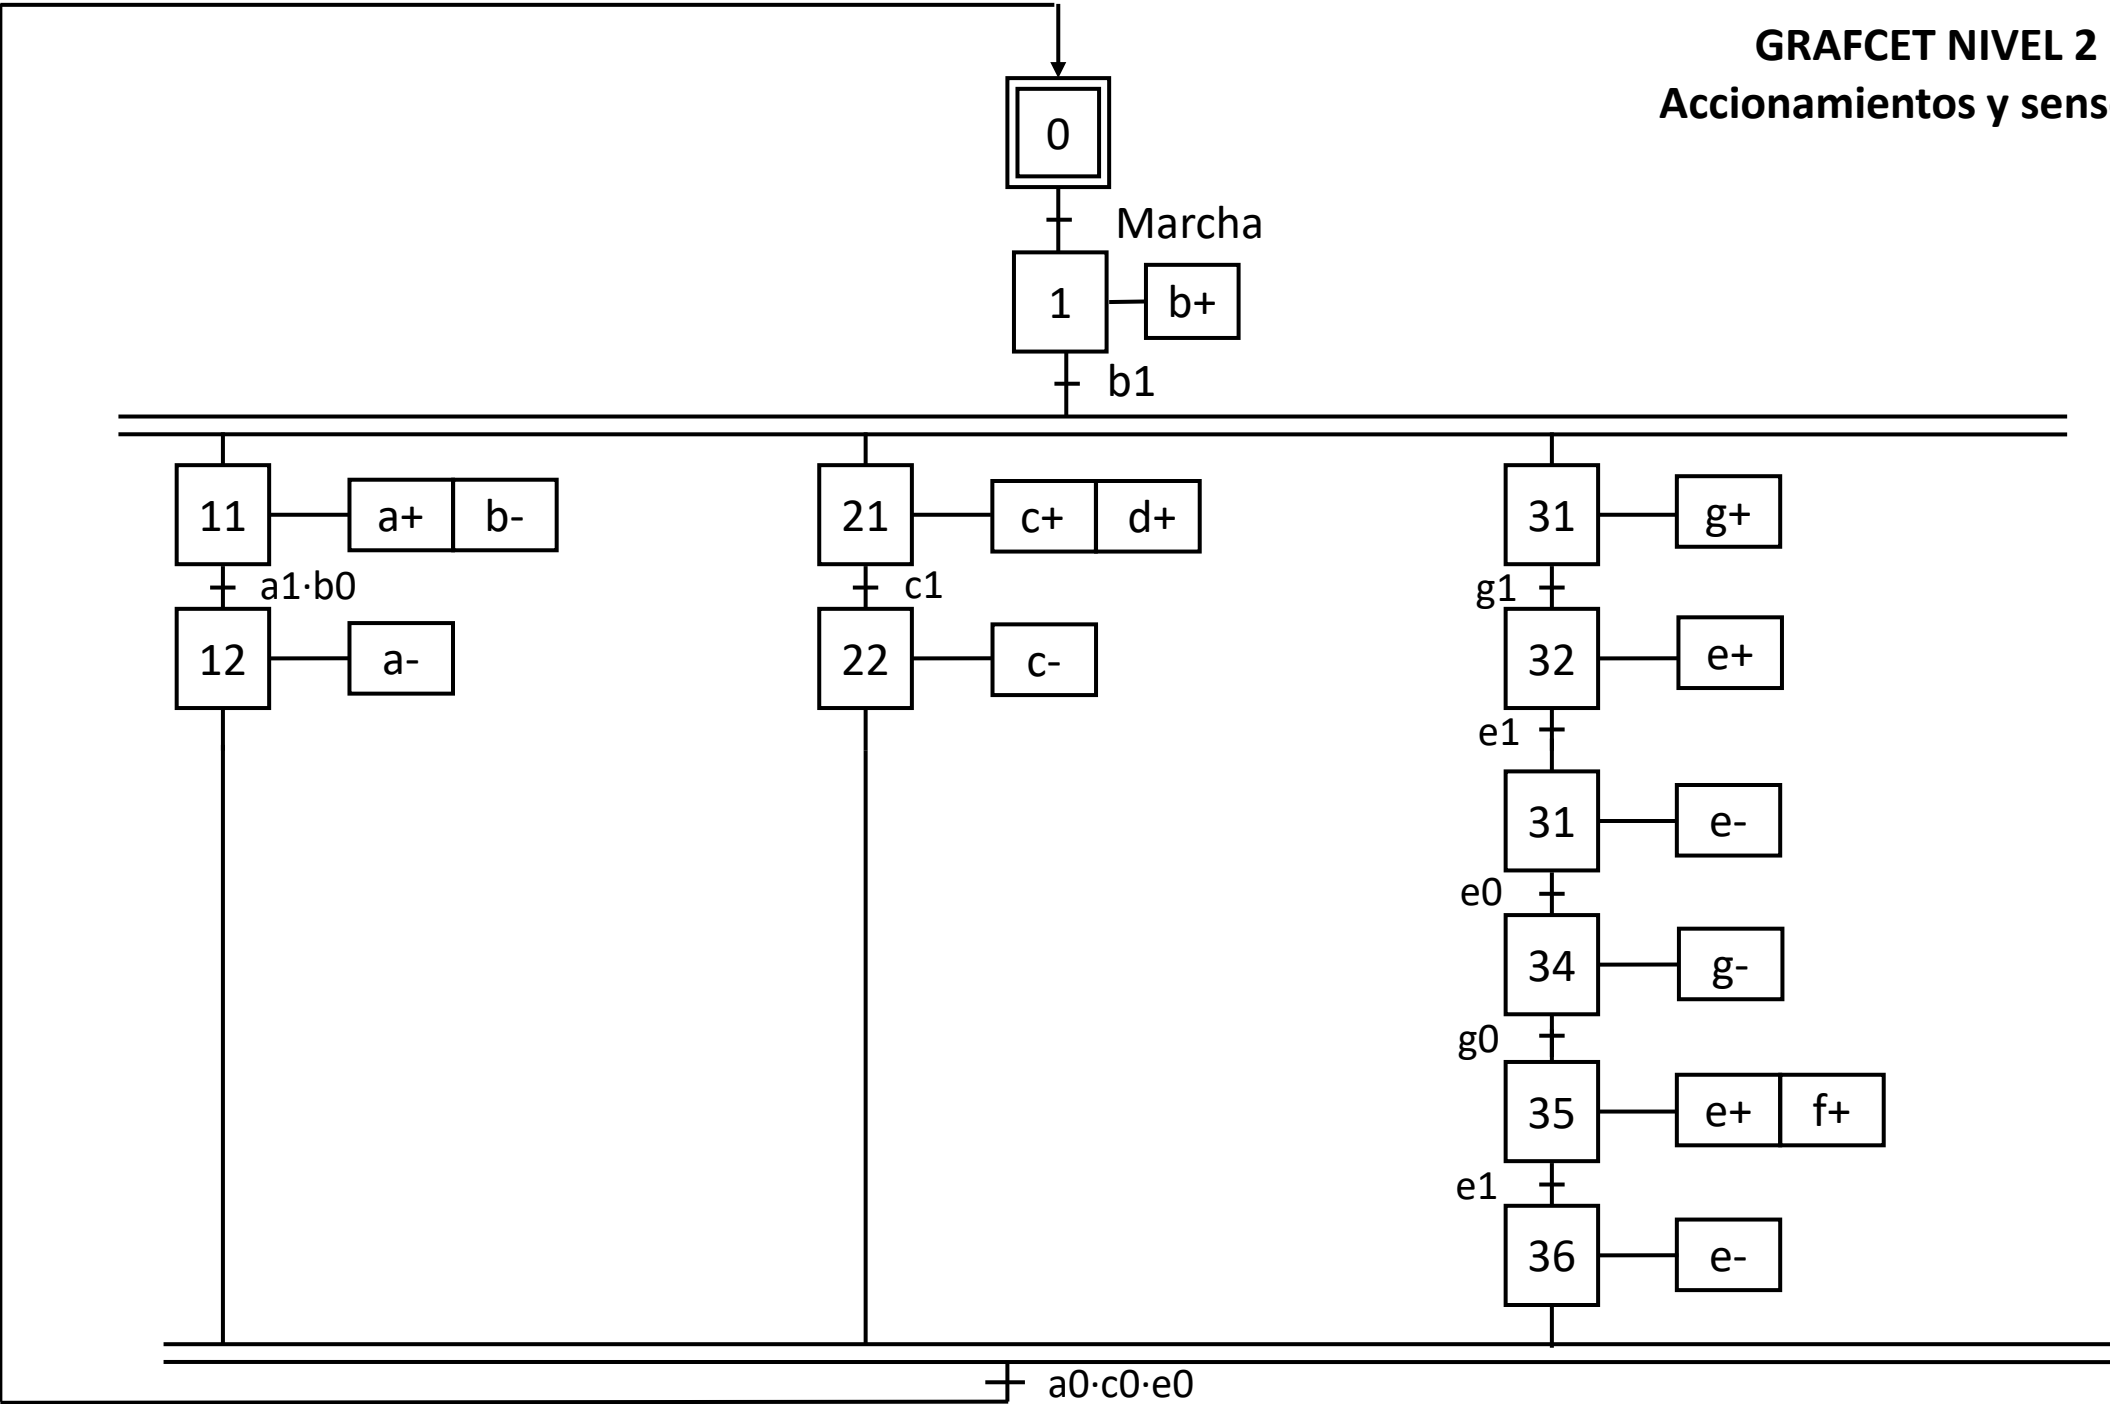 GRAFCET NIVEL 2
Accionamientos y sens
0
Marcha
1 b+
b1
11 a+ b- 21 c+ d+ 31 g+
a1·b0 c1 g1
12 a- 22 c- 32 e+
e1
31 e-
e0
34 g-
g0
35 e+ f+
e1
36 e-
a0·c0·e0